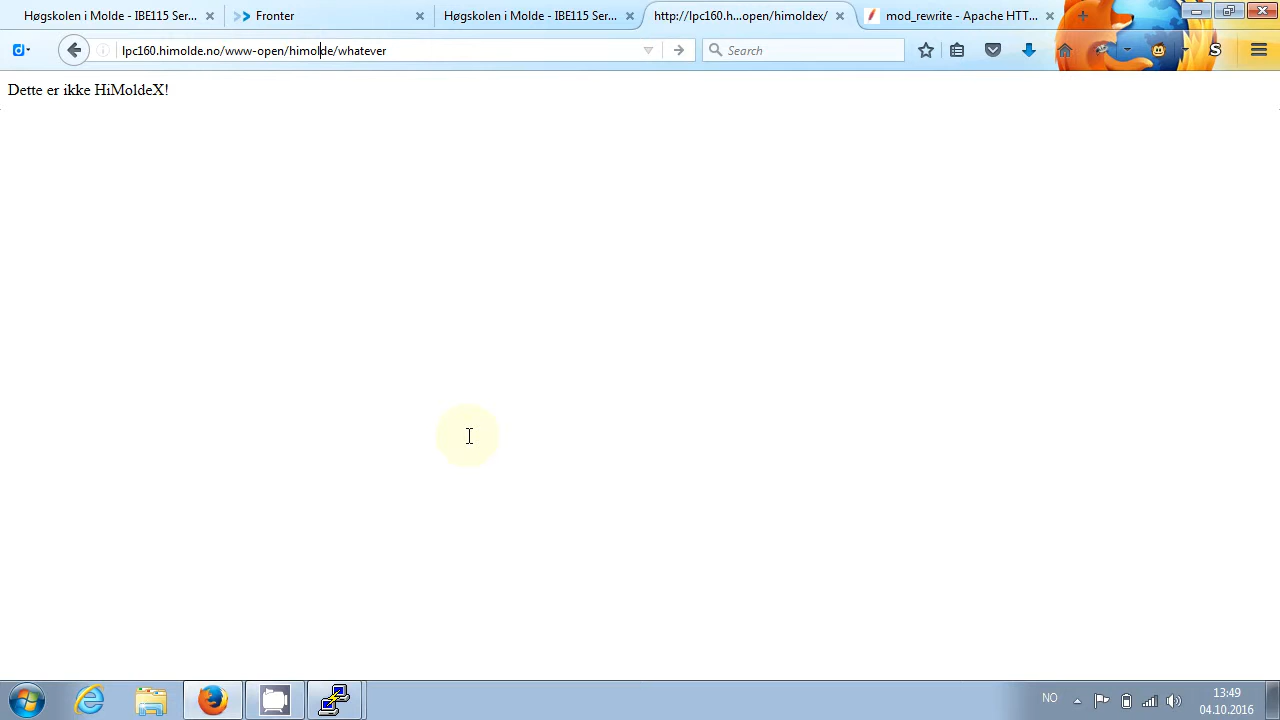 Høgskolen i Molde - IBE115 Ser...
Fronter
Høgskolen i Molde - IBE115 Ser...
http://lpc160.h...open/himoldex/
mod_rewrite - Apache HTT...
lpc160.himolde.no/www-open/himolde/whatever
Search
Dette er ikke HiMoldeX!
NO
13:49
04.10.2016